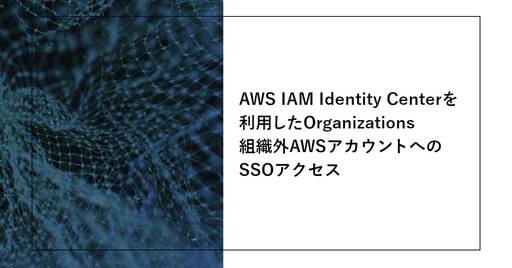 AWS IAM Identity Centerを
利用したOrganizations
組織外AWSアカウントへの
SSOアクセス